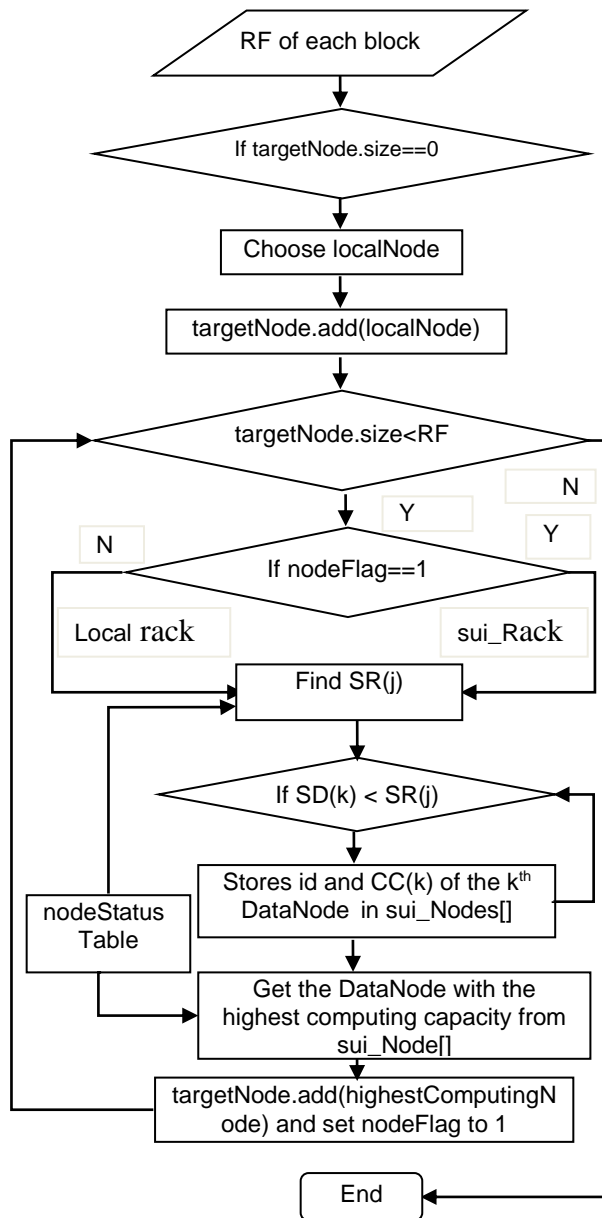 RF of each block
If targetNode.size==0
Choose localNode
targetNode.add(localNode)
targetNode.size<RF
N
Y
N
Y
If nodeFlag==1
Local rack
sui_Rack
Find SR(j)
If SD(k) < SR(j)
Stores id and CC(k) of the kth
DataNode in sui_Nodes[]
nodeStatus
Table
Get the DataNode with the
highest computing capacity from
sui_Node[]
targetNode.add(highestComputingN
ode) and set nodeFlag to 1
End